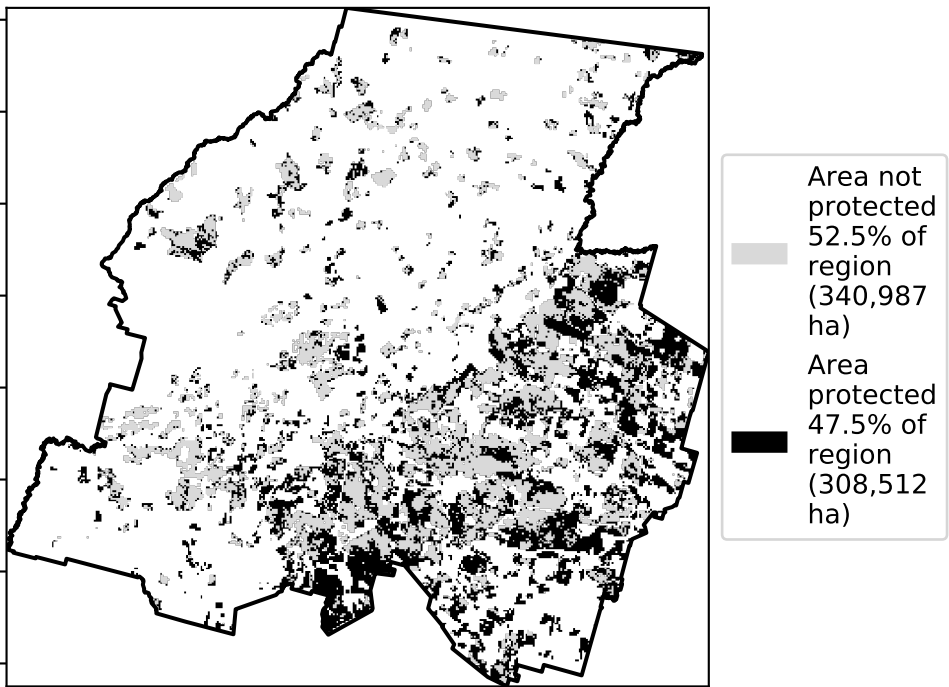 Area not
protected
52.5% of
region
(340,987
ha)
Area
protected
47.5% of
region
(308,512
ha)